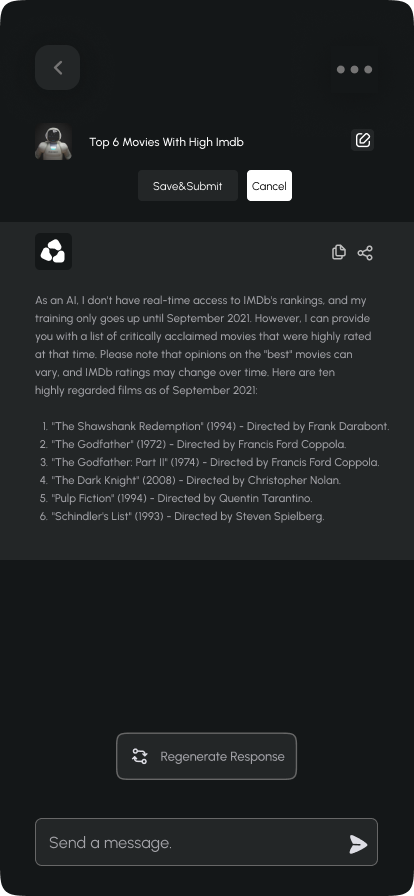 Top 6 Movies With High Imdb
Save&Submit
Cancel
As an AI, I don't have real-time access to IMDb's rankings, and my
training only goes up until September 2021. However, I can provide
you with a list of critically acclaimed movies that were highly rated
at that time. Please note that opinions on the "best" movies can
vary, and IMDb ratings may change over time. Here are ten
highly regarded films as of September 2021:
1. "The Shawshank Redemption" (1994) - Directed by Frank Darabont.
2. "The Godfather" (1972) - Directed by Francis Ford Coppola.
3. "The Godfather: Part II" (1974) - Directed by Francis Ford Coppola.
4. "The Dark Knight" (2008) - Directed by Christopher Nolan.
5. "Pulp Fiction" (1994) - Directed by Quentin Tarantino.
6. "Schindler's List" (1993) - Directed by Steven Spielberg.
Regenerate Response
Send a message.